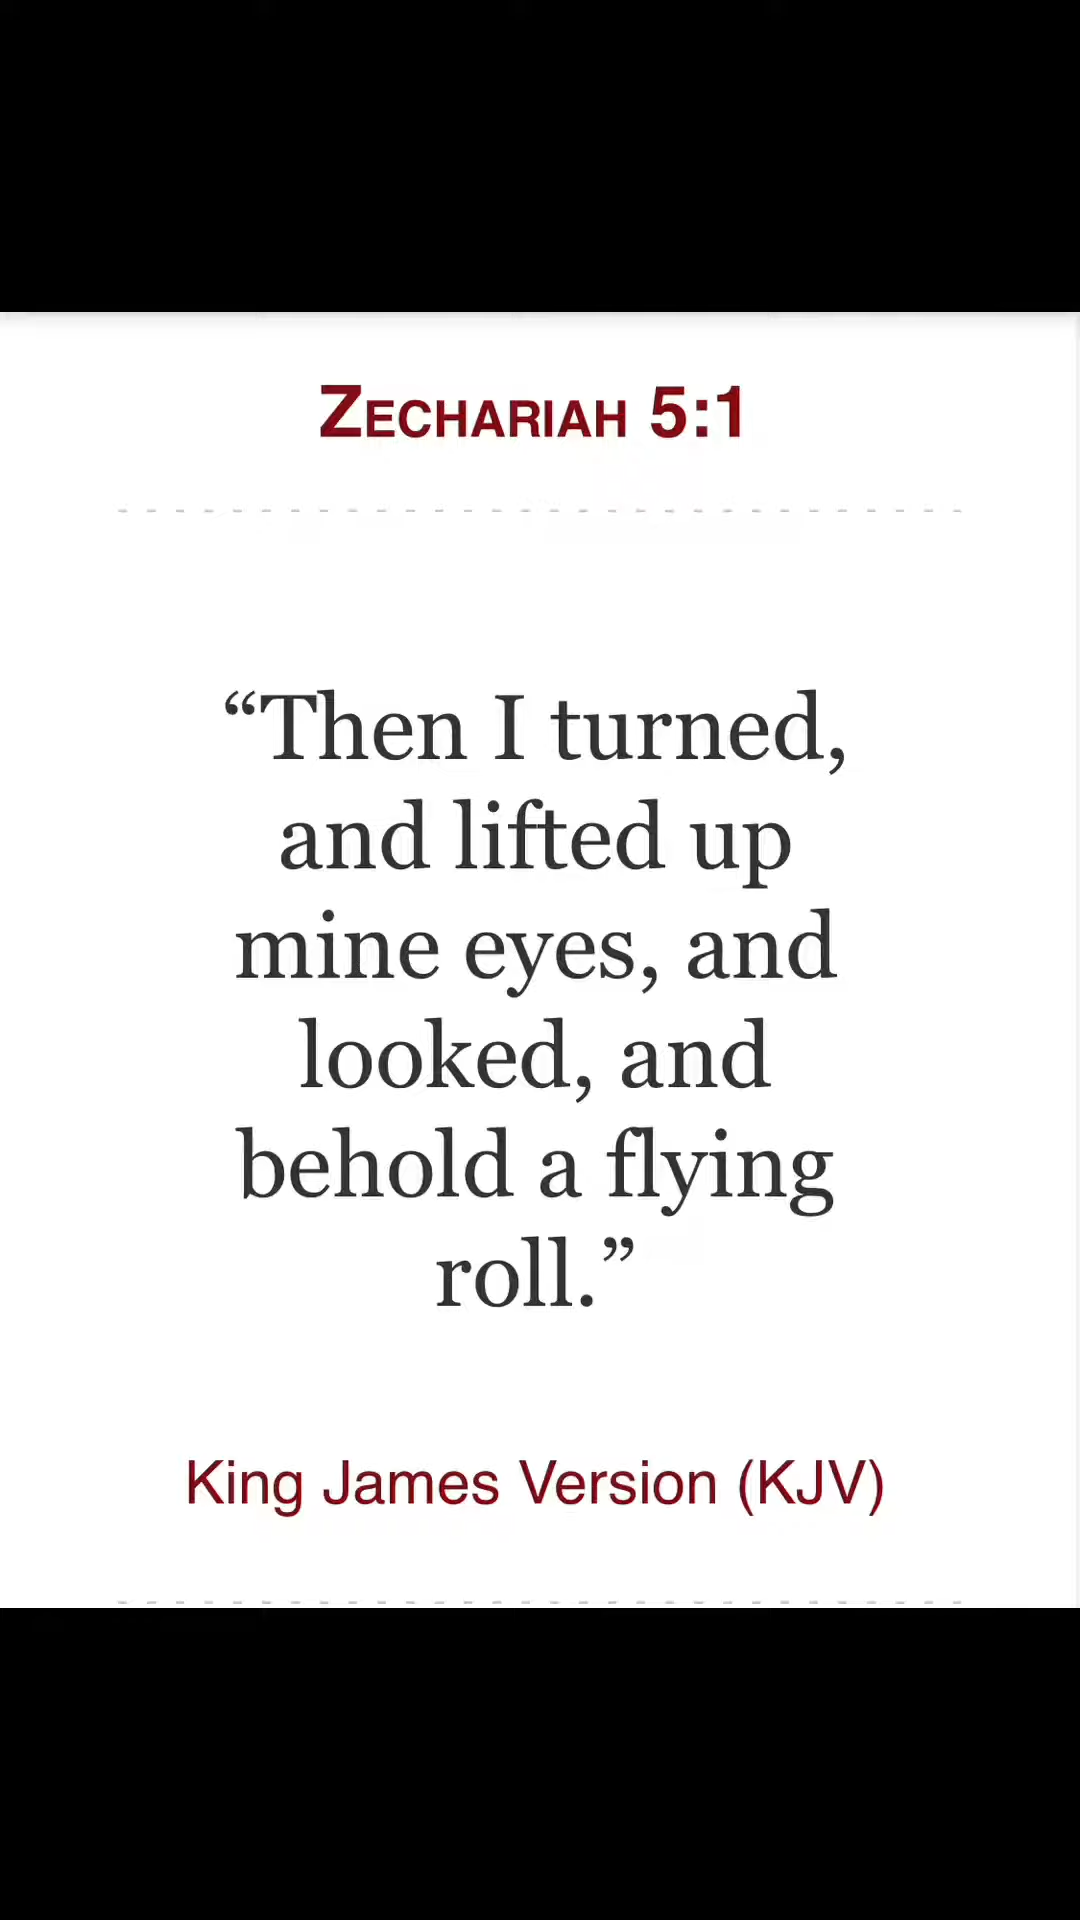 Zechariah 5:1
“Then I turned,
and lifted up
mine eyes, and
looked, and
behold a flying
roll.”
King James Version (KJV)